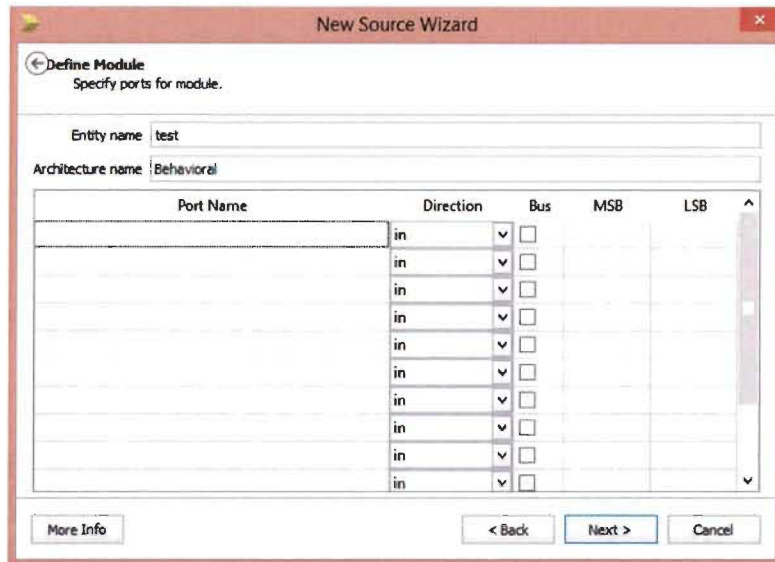 New Source Wizard
Define Module
Specify ports for module.
Entity name test
Architecture name Behavioral
Port Name Direction Bus MSB LSB
in
in
in
in
in
in
in
in
in
in
More Info < Back Next > Cancel